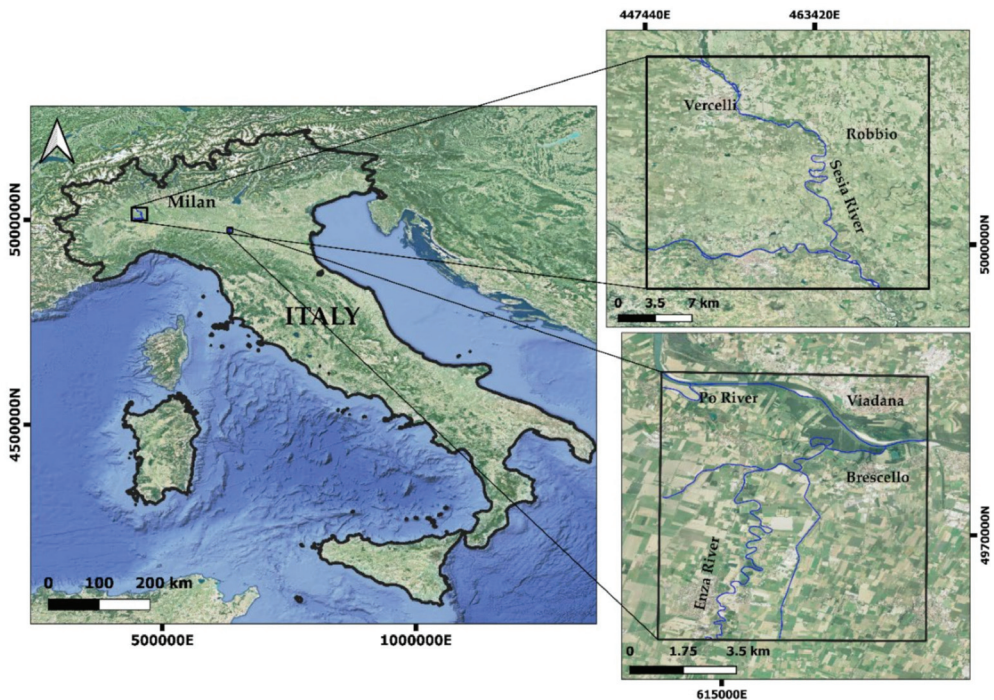 Milan
ITALY
5000000N
4500000N
0 100 200 km
500000E
1000000E
447440E
463420E
Vercelli
Robbio
Sesia River
5000000N
0 3.5 7 km
Po River
Viadana
Brescello
Enza River
4970000N
0 1.75 3.5 km
615000E